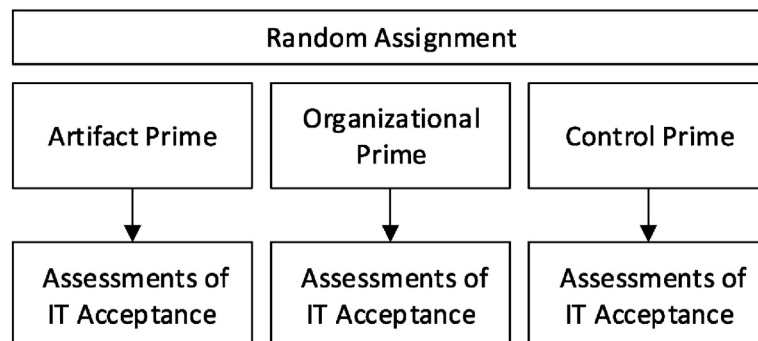 Random Assignment
Artifact Prime
Organizational
Prime
Control Prime
Assessments of
IT Acceptance
Assessments of
IT Acceptance
Assessments of
IT Acceptance